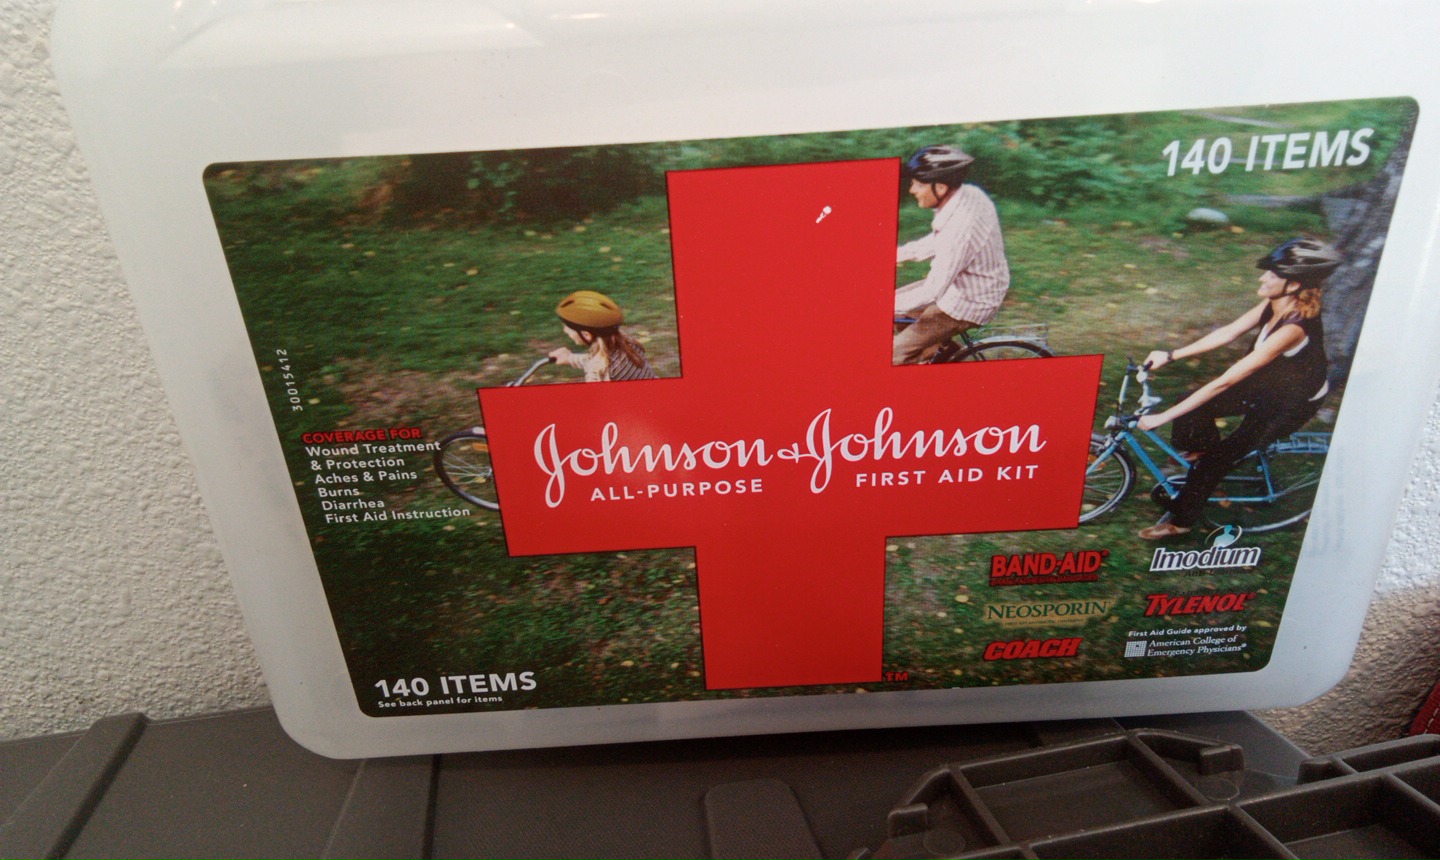 140 ITEMS
30015412
COVERAGE FOR
Wound Treatment
& Protection
Aches & Pains
Burns
Diarrhea
First Aid Instruction
Johnson & Johnson
ALL-PURPOSE FIRST AID KIT
BAND-AID®
Imodium
NEOSPORIN
TYLENOL®
COACH
First Aid Guide approved by
American College of
Emergency Physicians®
TM
140 ITEMS
See back panel for items